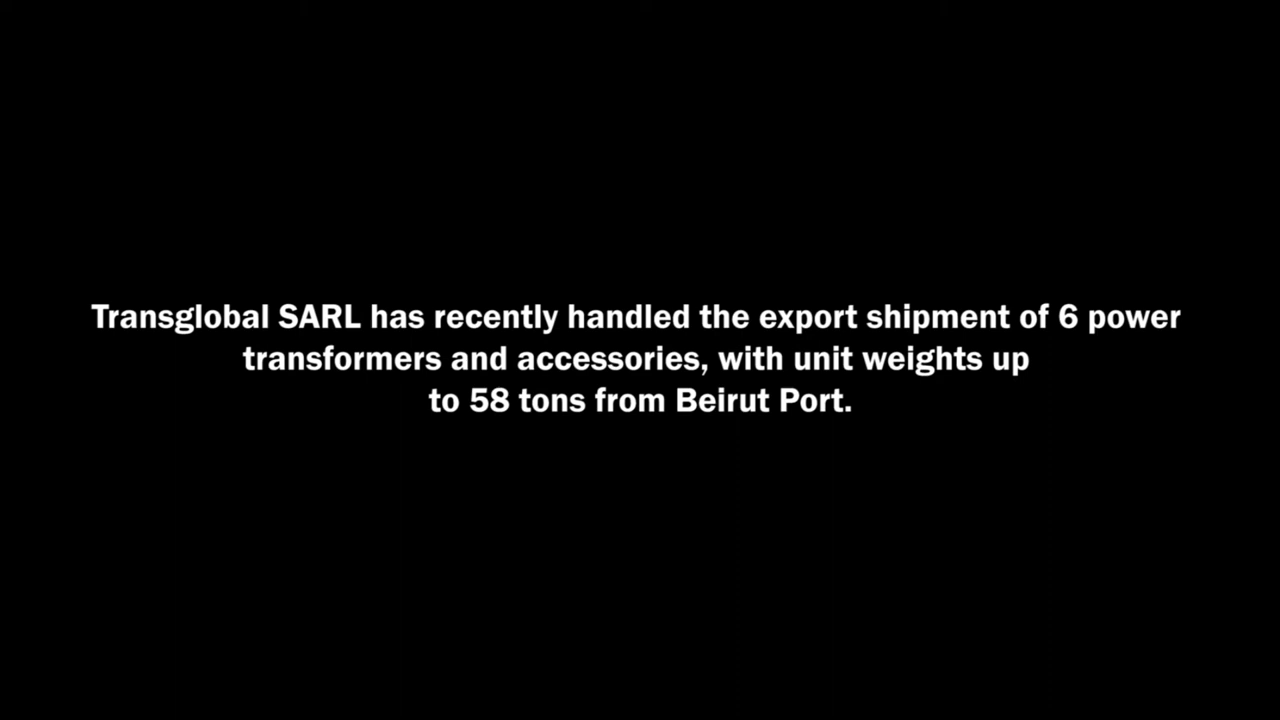 Transglobal SARL has recently handled the export shipment of 6 power
transformers and accessories, with unit weights up
to 58 tons from Beirut Port.